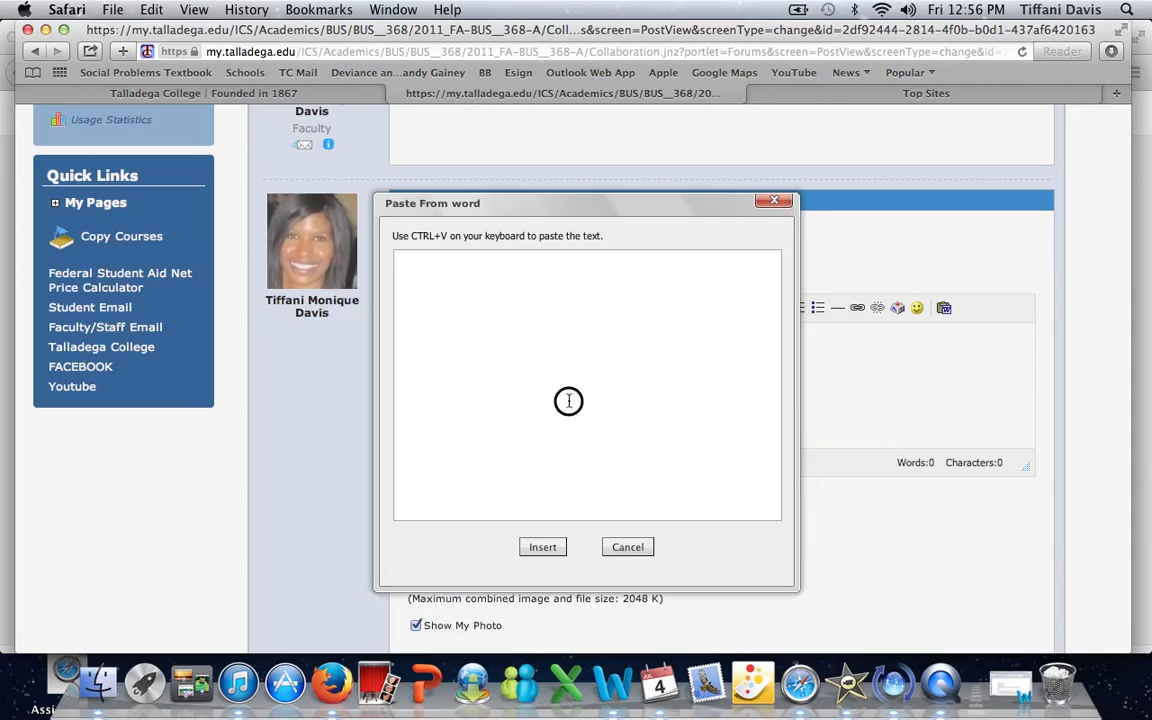 Safari File Edit View History Bookmarks Window Help Fri 12:56 PM Tiffani Davis
https://my.talladega.edu/ICS/Academics/BUS/BUS__368/2011_FA-BUS__368-A/Coll...s&screen=PostView&screenType=change&id=2df92444-2814-4f0b-b0d1-437a6f420163
https my.talladega.edu/ICS/Academics/BUS/BUS__368/2011_FA-BUS__368-A/Collaboration.jnz?portlet=Forums&screen=PostView&screenType=change&id=... Reader
Social Problems Textbook Schools TC Mail Deviance an...andy Gainey BB Esign Outlook Web App Apple Google Maps YouTube News Popular
Talladega College | Founded in 1867 https://my.talladega.edu/ICS/Academics/BUS/BUS__368/20... Top Sites
Usage Statistics
Davis
Faculty
Quick Links
My Pages
Copy Courses
Federal Student Aid Net
Price Calculator
Student Email
Faculty/Staff Email
Talladega College
FACEBOOK
Youtube
Tiffani Monique
Davis
Paste From word
Use CTRL+V on your keyboard to paste the text.
Insert Cancel
Words:0 Characters:0
(Maximum combined image and file size: 2048 K)
Show My Photo
JUL
4
Assi